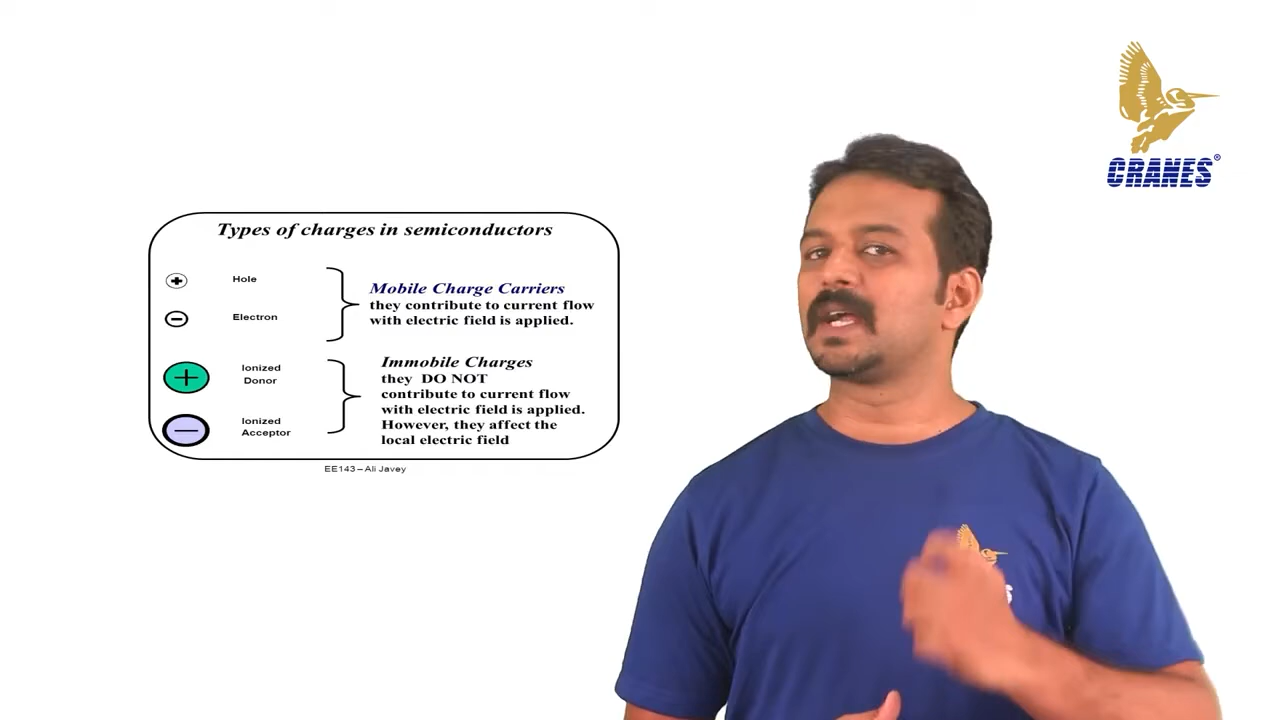 CRANES®
Types of charges in semiconductors
+ Hole
− Electron
Mobile Charge Carriers
they contribute to current flow
with electric field is applied.
+ Ionized
Donor
− Ionized
Acceptor
Immobile Charges
they DO NOT
contribute to current flow
with electric field is applied.
However, they affect the
local electric field
EE143 – Ali Javey